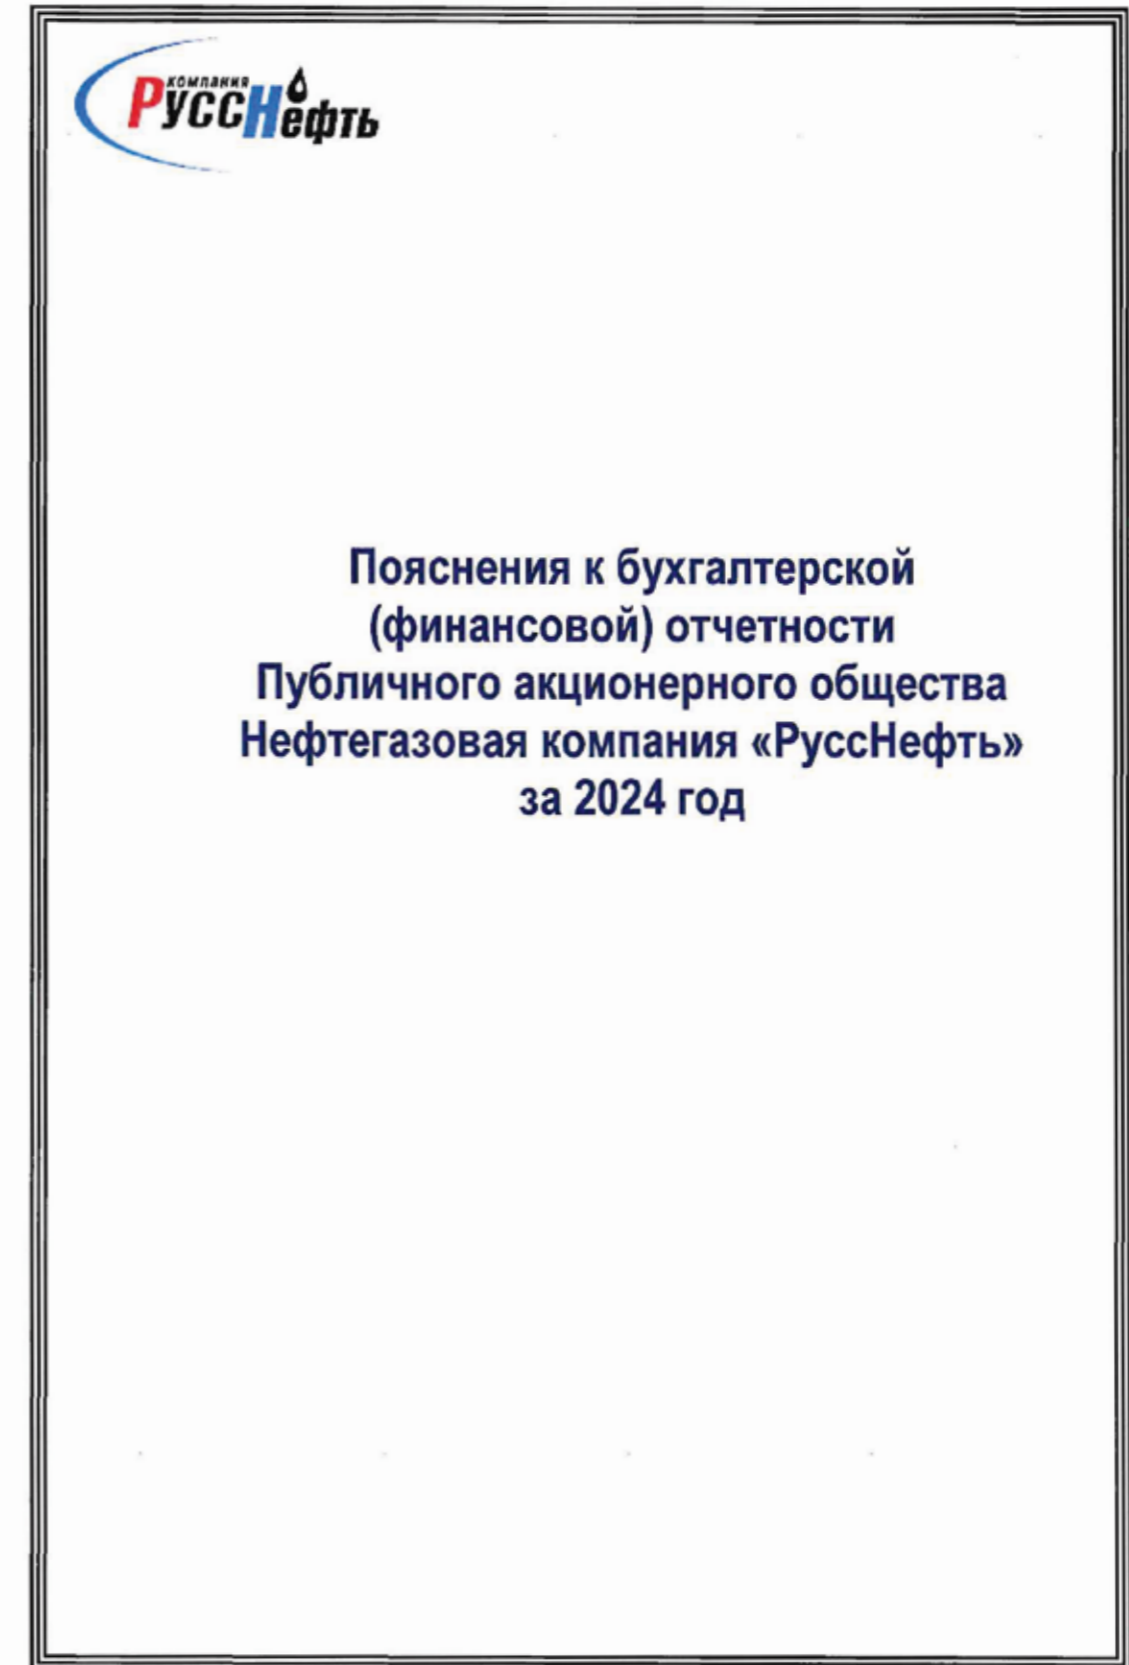 компания
РуссНефть
Пояснения к бухгалтерской
(финансовой) отчетности
Публичного акционерного общества
Нефтегазовая компания «РуссНефть»
за 2024 год